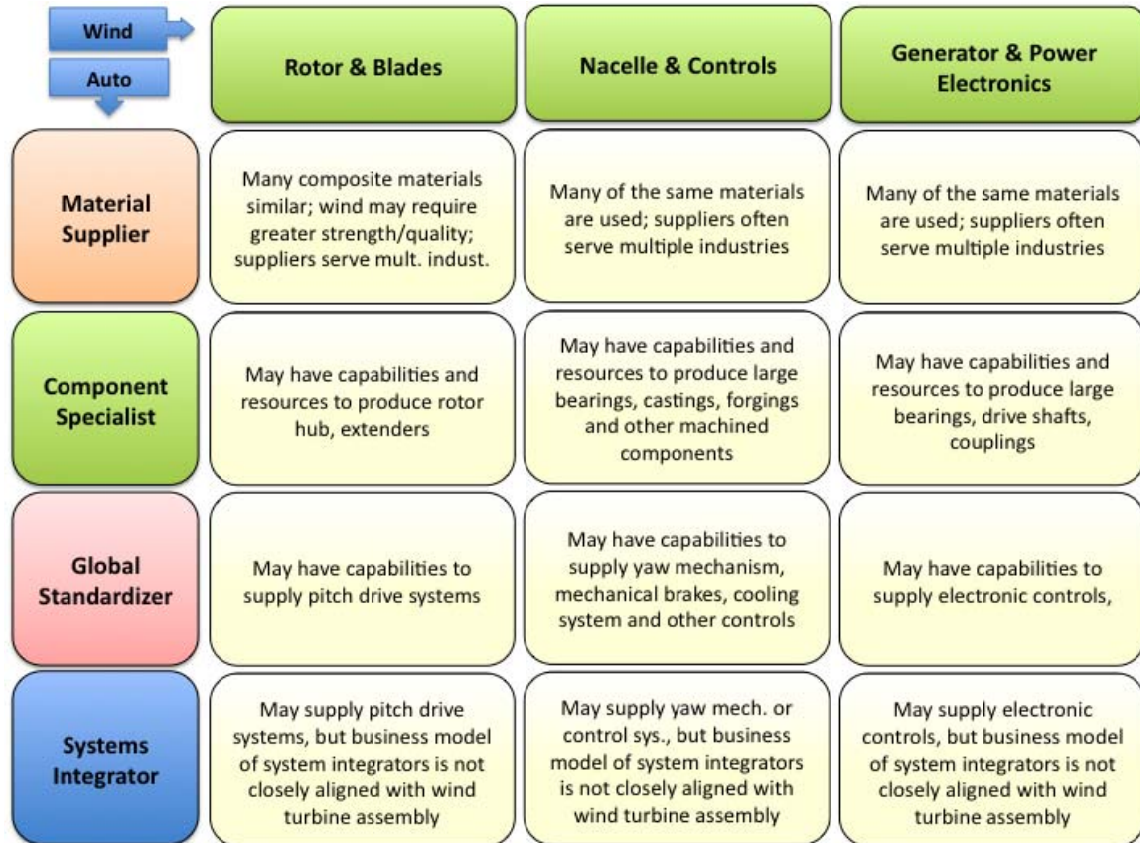 Wind
Auto
Rotor & Blades
Nacelle & Controls
Generator & Power
Electronics
Material
Supplier
Many composite materials
similar; wind may require
greater strength/quality;
suppliers serve mult. indust.
Many of the same materials
are used; suppliers often
serve multiple industries
Many of the same materials
are used; suppliers often
serve multiple industries
Component
Specialist
May have capabilities and
resources to produce rotor
hub, extenders
May have capabilities and
resources to produce large
bearings, castings, forgings
and other machined
components
May have capabilities and
resources to produce large
bearings, drive shafts,
couplings
Global
Standardizer
May have capabilities to
supply pitch drive systems
May have capabilities to
supply yaw mechanism,
mechanical brakes, cooling
system and other controls
May have capabilities to
supply electronic controls,
Systems
Integrator
May supply pitch drive
systems, but business model
of system integrators is not
closely aligned with wind
turbine assembly
May supply yaw mech. or
control sys., but business
model of system integrators
is not closely aligned with
wind turbine assembly
May supply electronic
controls, but business model
of system integrators is not
closely aligned with wind
turbine assembly